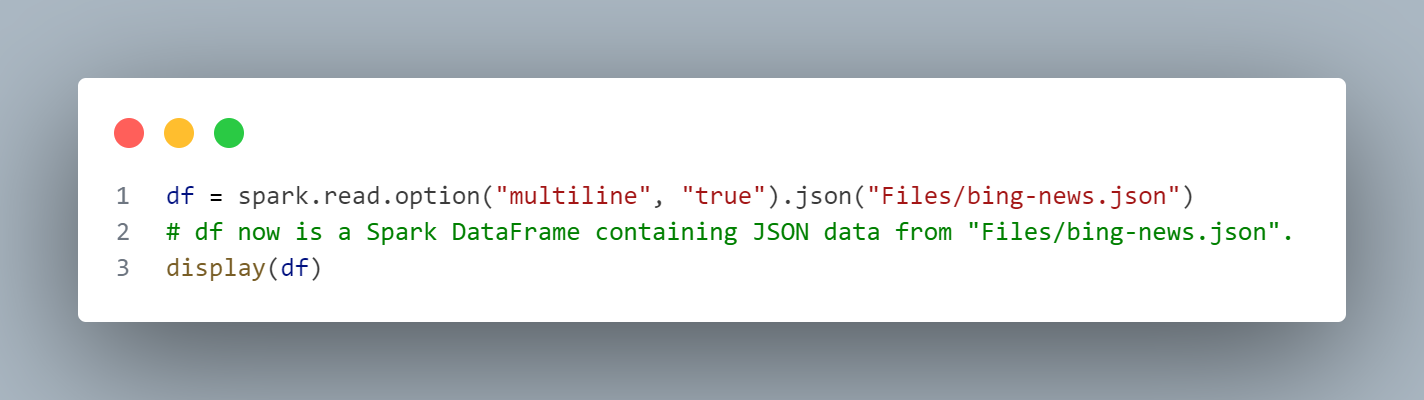 1 df = spark.read.option("multiline", "true").json("Files/bing-news.json")
2 # df now is a Spark DataFrame containing JSON data from "Files/bing-news.json".
3 display(df)